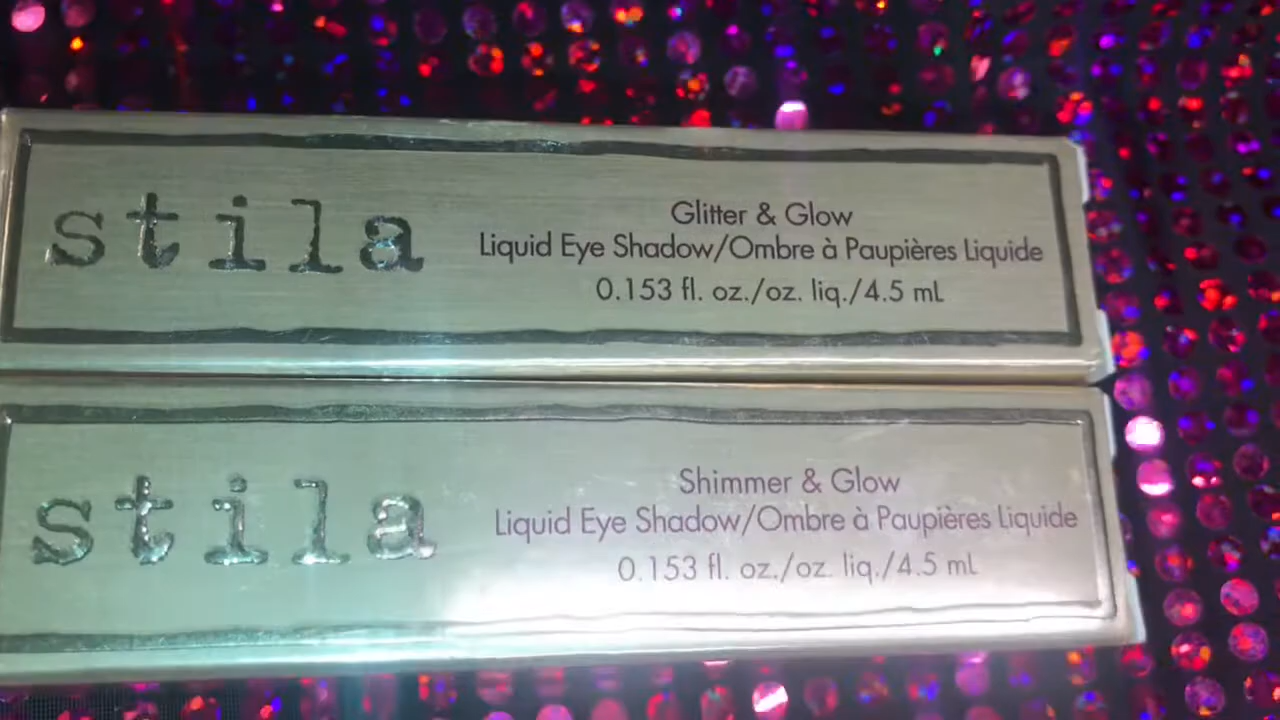 stila
Glitter & Glow
Liquid Eye Shadow/Ombre à Paupières Liquide
0.153 fl. oz./oz. liq./4.5 mL
stila
Shimmer & Glow
Liquid Eye Shadow/Ombre à Paupières Liquide
0.153 fl. oz./oz. liq./4.5 mL